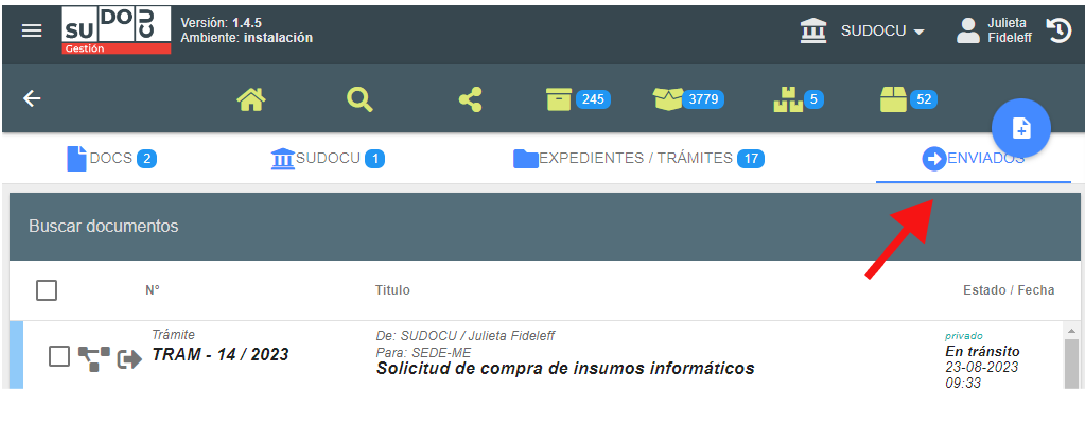 SU DO CU
Gestión
Versión: 1.4.5
Ambiente: instalación
SUDOCU
Julieta
Fideleff
245
3779
5
52
DOCS 2
SUDOCU 1
EXPEDIENTES / TRÁMITES 17
ENVIADOS
Buscar documentos
N° Título Estado / Fecha
Trámite
TRAM - 14 / 2023
De: SUDOCU / Julieta Fideleff
Para: SEDE-ME
Solicitud de compra de insumos informáticos
privado
En tránsito
23-08-2023
09:33